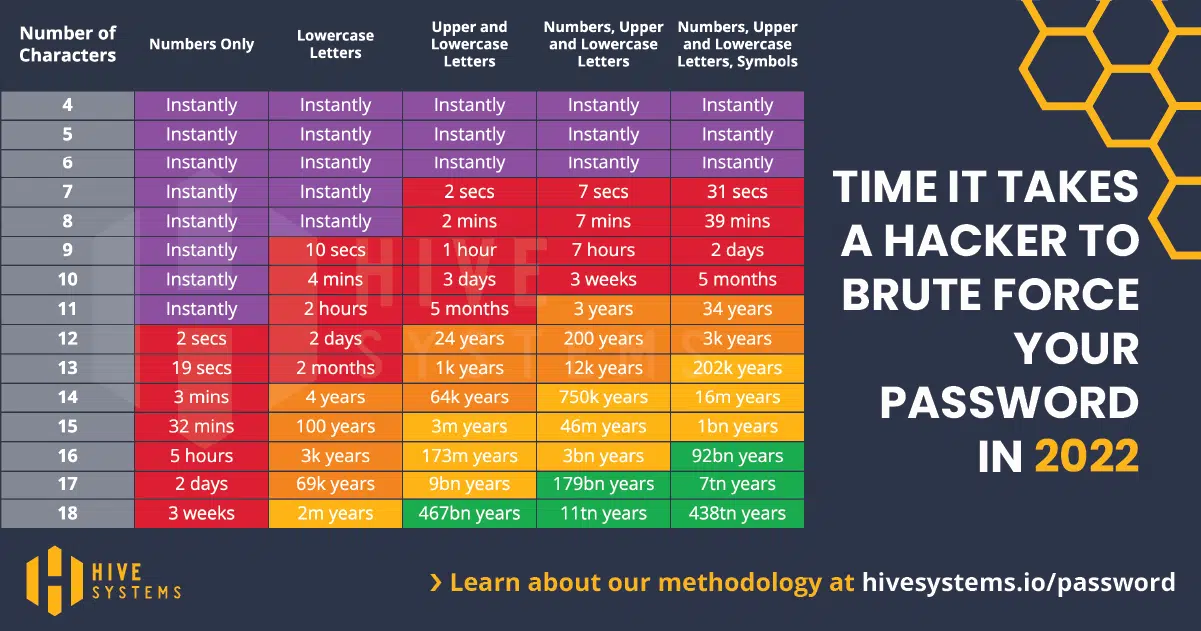 Number of Characters Numbers Only Lowercase Letters Upper and Lowercase Letters Numbers, Upper and Lowercase Letters Numbers, Upper and Lowercase Letters, Symbols
4 Instantly Instantly Instantly Instantly Instantly
5 Instantly Instantly Instantly Instantly Instantly
6 Instantly Instantly Instantly Instantly Instantly
7 Instantly Instantly 2 secs 7 secs 31 secs
8 Instantly Instantly 2 mins 7 mins 39 mins
9 Instantly 10 secs 1 hour 7 hours 2 days
10 Instantly 4 mins 3 days 3 weeks 5 months
11 Instantly 2 hours 5 months 3 years 34 years
12 2 secs 2 days 24 years 200 years 3k years
13 19 secs 2 months 1k years 12k years 202k years
14 3 mins 4 years 64k years 750k years 16m years
15 32 mins 100 years 3m years 46m years 1bn years
16 5 hours 3k years 173m years 3bn years 92bn years
17 2 days 69k years 9bn years 179bn years 7tn years
18 3 weeks 2m years 467bn years 11tn years 438tn years
HIVE
SYSTEMS
TIME IT TAKES
A HACKER TO
BRUTE FORCE
YOUR
PASSWORD
IN 2022
HIVE
SYSTEMS
› Learn about our methodology at hivesystems.io/password